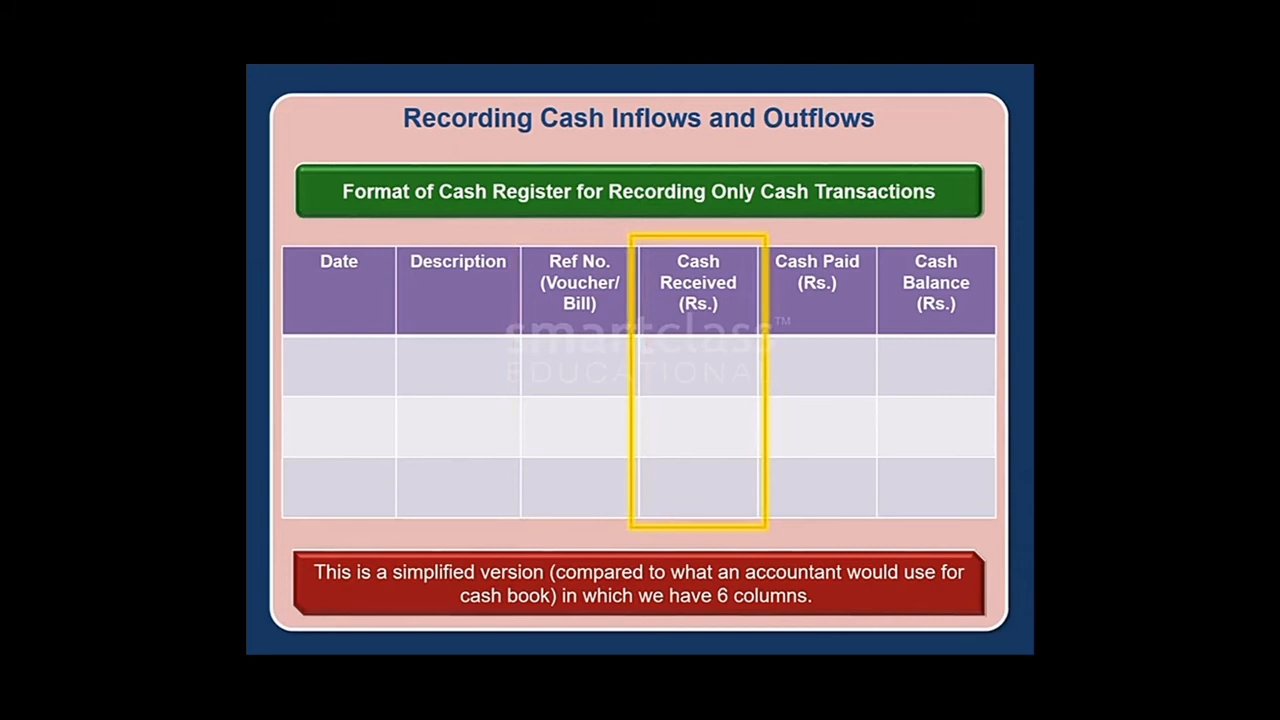 Recording Cash Inflows and Outflows
Format of Cash Register for Recording Only Cash Transactions
Date
Description
Ref No.
(Voucher/
Bill)
Cash
Received
(Rs.)
Cash Paid
(Rs.)
Cash
Balance
(Rs.)
smartclass™
EDUCATIONAL
This is a simplified version (compared to what an accountant would use for
cash book) in which we have 6 columns.